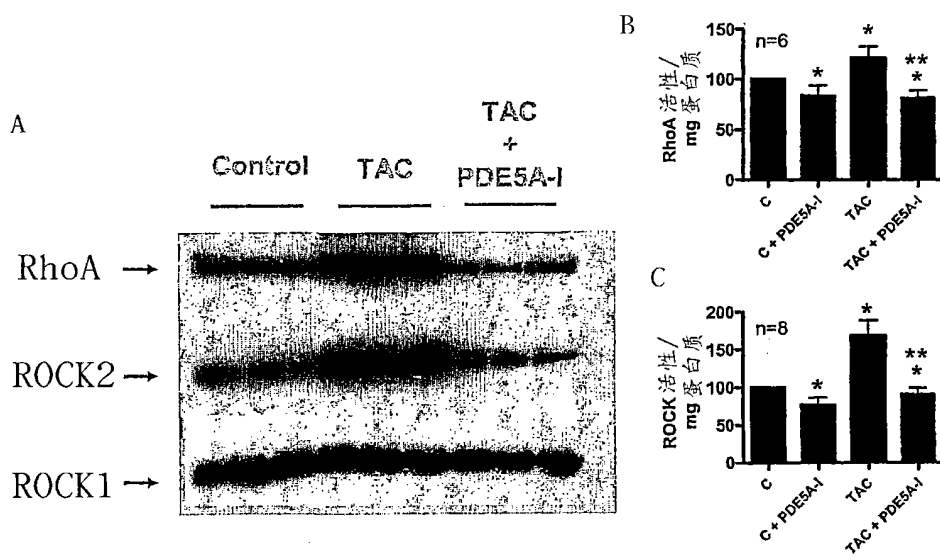 A
Control
TAC
TAC
+
PDE5A-I
RhoA →
ROCK2 →
ROCK1 →
B
RhoA 活性/
mg 蛋白质
150
100
50
0
n=6
*
*
**
*
C
C + PDE5A-I
TAC
TAC + PDE5A-I
C
ROCK 活性/
mg 蛋白质
200
150
100
50
0
n=8
*
*
**
*
C
C + PDE5A-I
TAC
TAC + PDE5A-I